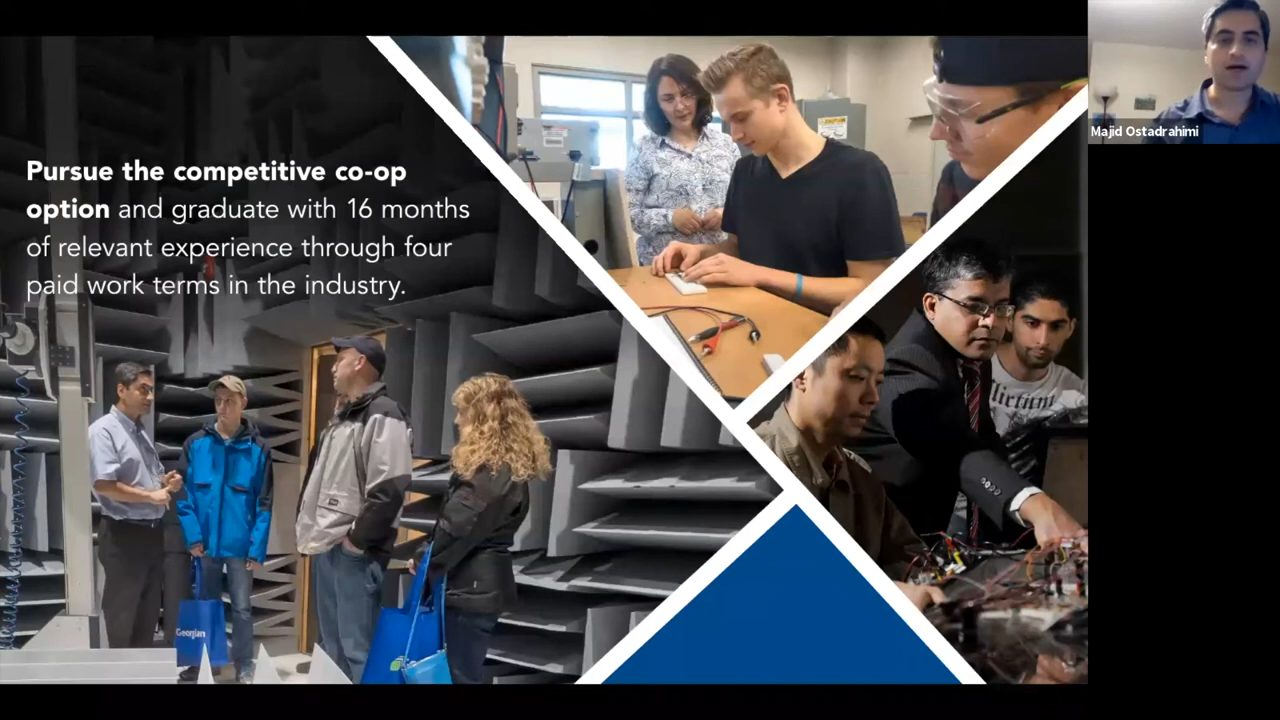 Pursue the competitive co-op
option and graduate with 16 months
of relevant experience through four
paid work terms in the industry.
Majid Ostadrahimi
Georgian